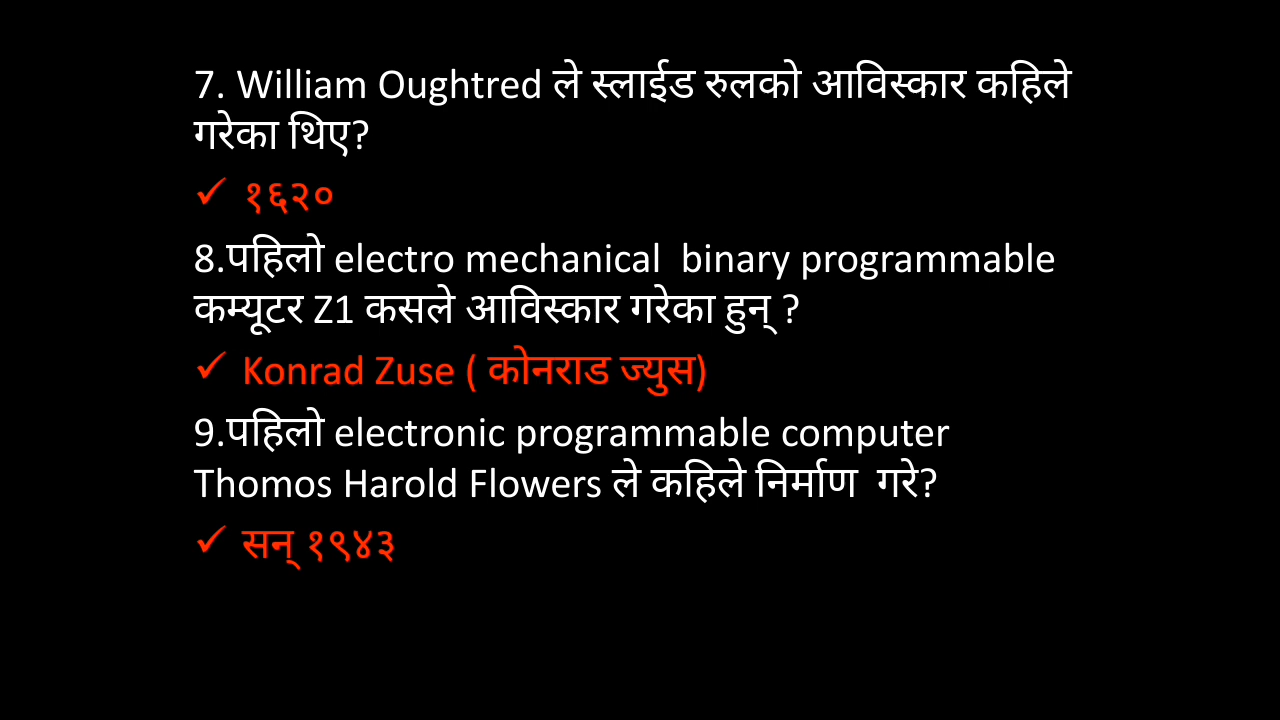 7. William Oughtred ले स्लाईड रुलको आविस्कार कहिले
गरेका थिए?
✓ १६२०
8.पहिलो electro mechanical  binary programmable
कम्यूटर Z1 कसले आविस्कार गरेका हुन् ?
✓ Konrad Zuse ( कोनराड ज्युस)
9.पहिलो electronic programmable computer
Thomos Harold Flowers ले कहिले निर्माण  गरे?
✓ सन् १९४३